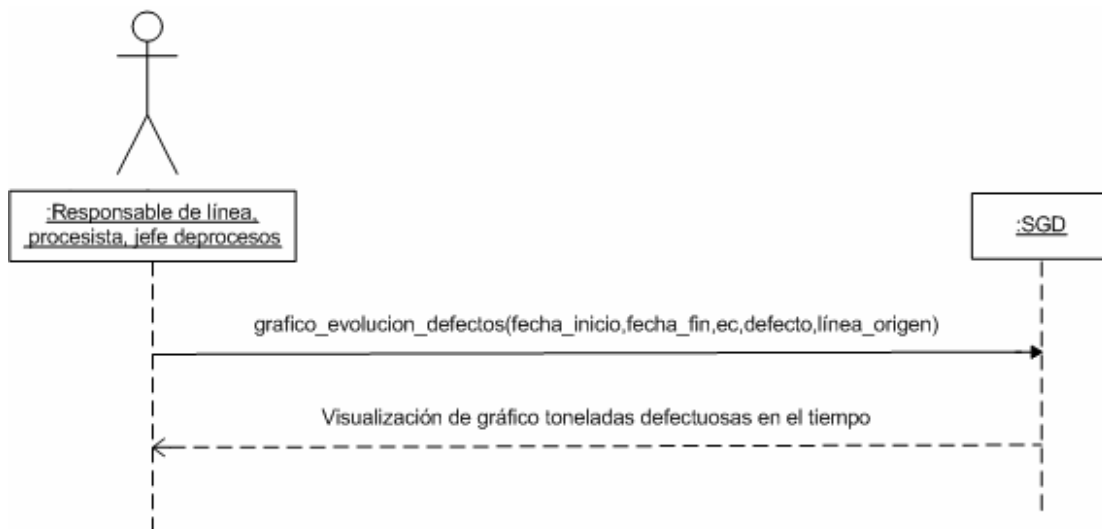 :Responsable de línea,
procesista, jefe deprocesos
:SGD
grafico_evolucion_defectos(fecha_inicio,fecha_fin,ec,defecto,línea_origen)
Visualización de gráfico toneladas defectuosas en el tiempo